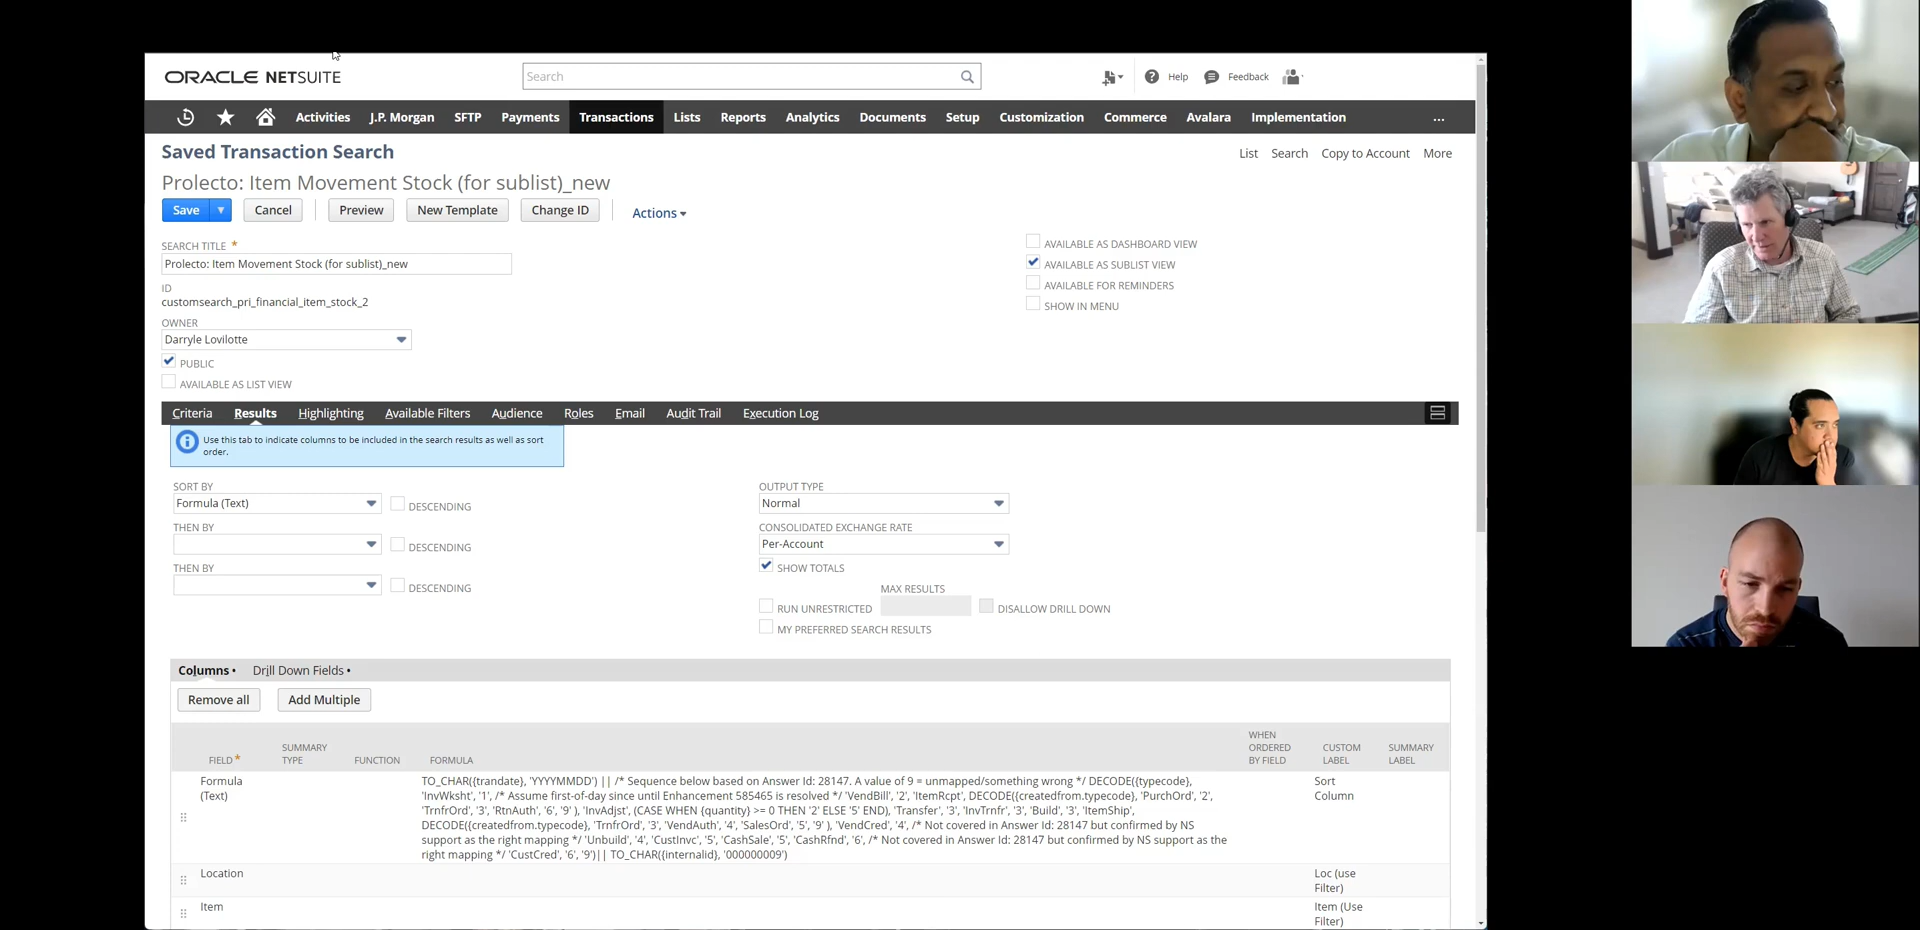 ORACLE NETSUITE
Search
Help
Feedback
Activities J.P. Morgan SFTP Payments Transactions Lists Reports Analytics Documents Setup Customization Commerce Avalara Implementation ...
Saved Transaction Search
List Search Copy to Account More
Prolecto: Item Movement Stock (for sublist)_new
Save Cancel Preview New Template Change ID Actions
SEARCH TITLE *
Prolecto: Item Movement Stock (for sublist)_new
ID
customsearch_pri_financial_item_stock_2
OWNER
Darryle Lovilotte
PUBLIC
AVAILABLE AS LIST VIEW
AVAILABLE AS DASHBOARD VIEW
AVAILABLE AS SUBLIST VIEW
AVAILABLE FOR REMINDERS
SHOW IN MENU
Criteria Results Highlighting Available Filters Audience Roles Email Audit Trail Execution Log
Use this tab to indicate columns to be included in the search results as well as sort
order.
SORT BY
Formula (Text)
DESCENDING
THEN BY
DESCENDING
THEN BY
DESCENDING
OUTPUT TYPE
Normal
CONSOLIDATED EXCHANGE RATE
Per-Account
SHOW TOTALS
MAX RESULTS
RUN UNRESTRICTED
DISALLOW DRILL DOWN
MY PREFERRED SEARCH RESULTS
Columns • Drill Down Fields •
Remove all Add Multiple
FIELD * SUMMARY TYPE FUNCTION FORMULA WHEN ORDERED BY FIELD CUSTOM LABEL SUMMARY LABEL
Formula (Text)
TO_CHAR({trandate}, 'YYYYMMDD') || /* Sequence below based on Answer Id: 28147. A value of 9 = unmapped/something wrong */ DECODE({typecode},
'InvWksht', '1', /* Assume first-of-day since until Enhancement 585465 is resolved */ 'VendBill', '2', 'ItemRcpt', DECODE({createdfrom.typecode}, 'PurchOrd', '2',
'TrnfrOrd', '3', 'RtnAuth', '6', '9' ), 'InvAdjst', (CASE WHEN {quantity} >= 0 THEN '2' ELSE '5' END), 'Transfer', '3', 'InvTrnfr', '3', 'Build', '3', 'ItemShip',
DECODE({createdfrom.typecode}, 'TrnfrOrd', '3', 'VendAuth', '4', 'SalesOrd', '5', '9' ), 'VendCred', '4', /* Not covered in Answer Id: 28147 but confirmed by NS
support as the right mapping */ 'Unbuild', '4', 'CustInvc', '5', 'CashSale', '5', 'CashRfnd', '6', /* Not covered in Answer Id: 28147 but confirmed by NS support as the
right mapping */ 'CustCred', '6', '9')|| TO_CHAR({internalid}, '000000009')
Sort Column
Location
Loc (use Filter)
Item
Item (Use Filter)